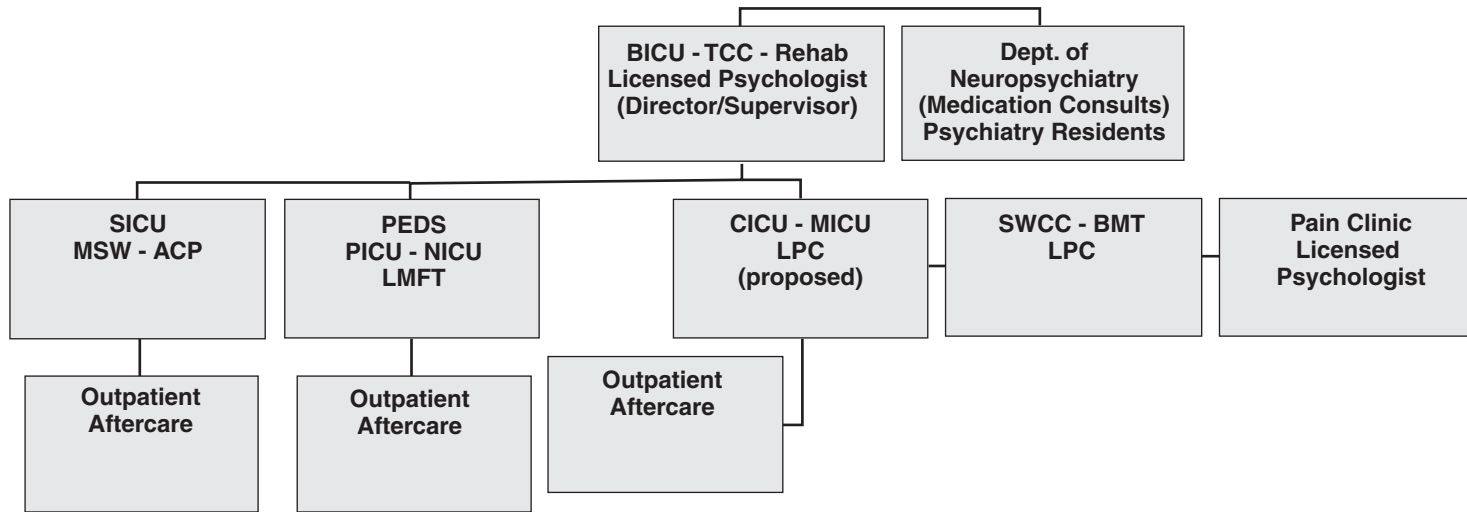 BICU - TCC - Rehab
Licensed Psychologist
(Director/Supervisor)
Dept. of
Neuropsychiatry
(Medication Consults)
Psychiatry Residents
SICU
MSW - ACP
PEDS
PICU - NICU
LMFT
CICU - MICU
LPC
(proposed)
SWCC - BMT
LPC
Pain Clinic
Licensed
Psychologist
Outpatient
Aftercare
Outpatient
Aftercare
Outpatient
Aftercare